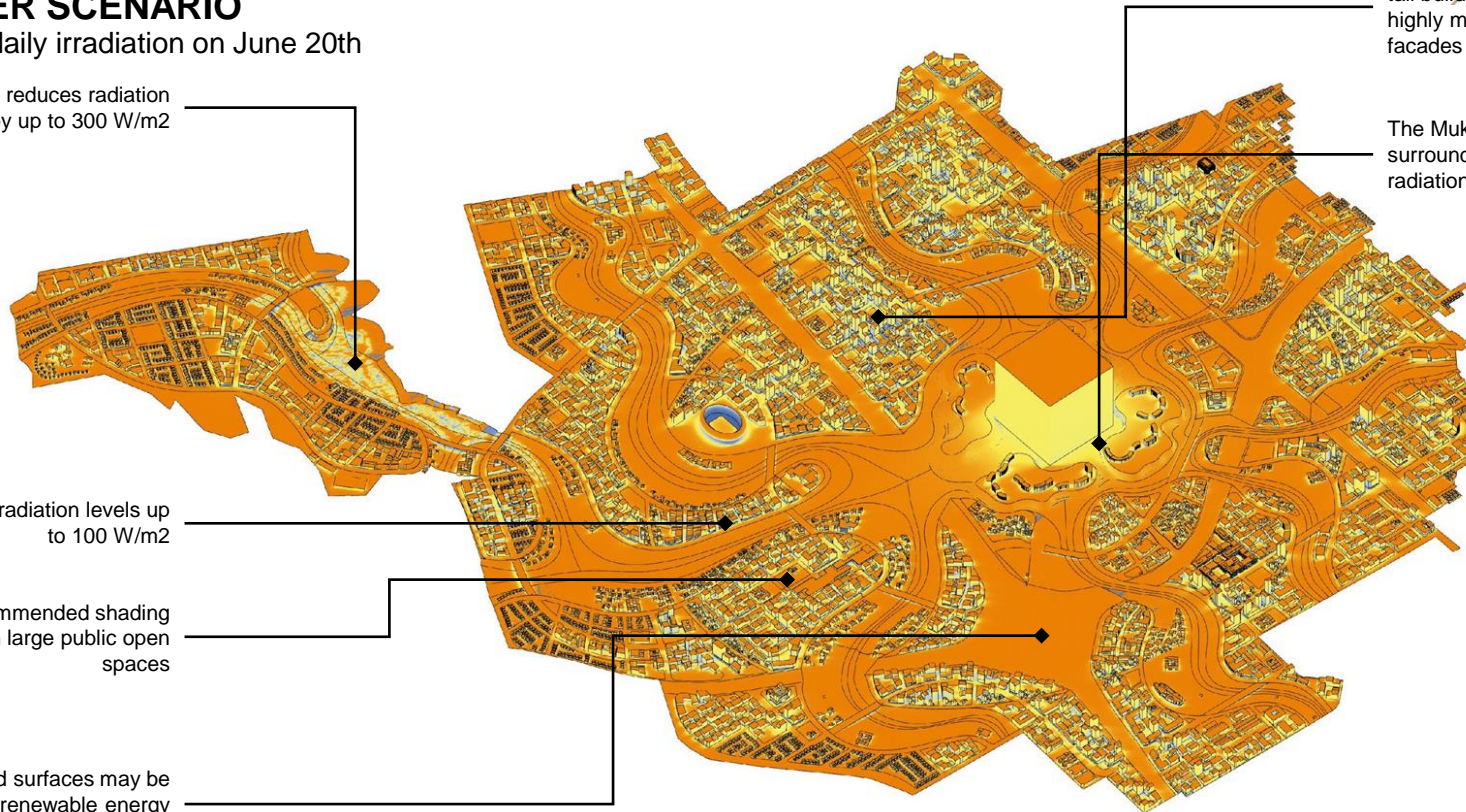 ER SCENARIO
daily irradiation on June 20th
reduces radiation
by up to 300 W/m2
highly m
facades
The Muk
surround
radiation
radiation levels up
to 100 W/m2
mmended shading
large public open
spaces
d surfaces may be
renewable energy